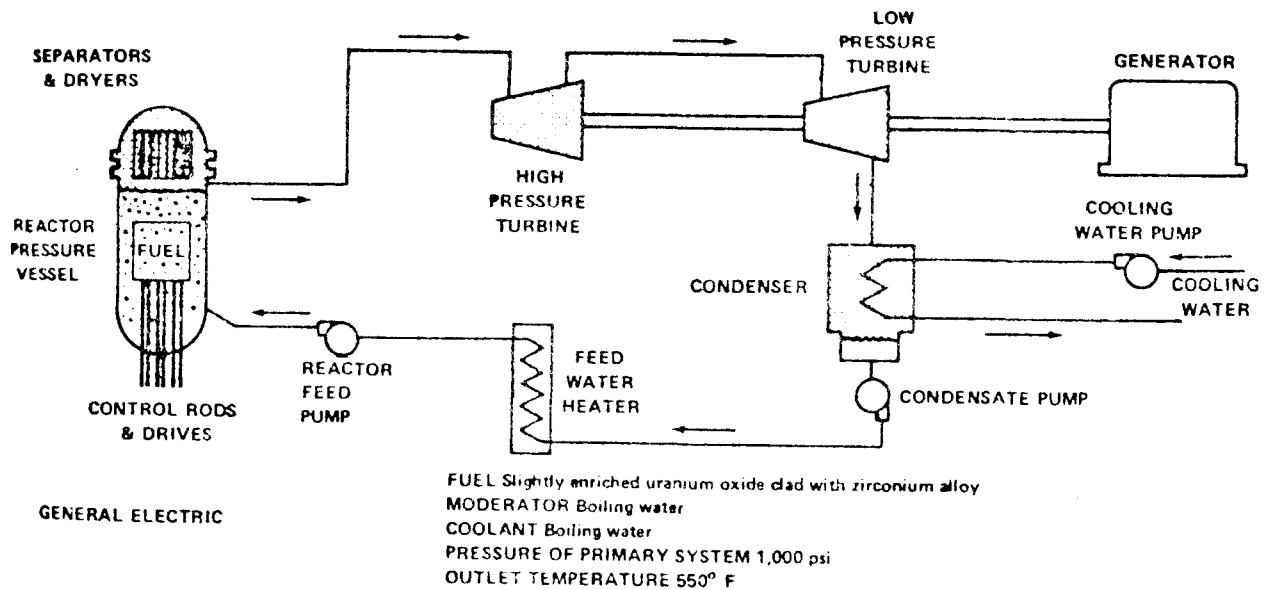 SEPARATORS
& DRYERS
LOW
PRESSURE
TURBINE
GENERATOR
HIGH
PRESSURE
TURBINE
REACTOR
PRESSURE
VESSEL
FUEL
COOLING
WATER PUMP
CONDENSER
COOLING
WATER
REACTOR
FEED
PUMP
FEED
WATER
HEATER
CONDENSATE PUMP
CONTROL RODS
& DRIVES
FUEL Slightly enriched uranium oxide clad with zirconium alloy
MODERATOR Boiling water
COOLANT Boiling water
PRESSURE OF PRIMARY SYSTEM 1,000 psi
OUTLET TEMPERATURE 550° F
GENERAL ELECTRIC